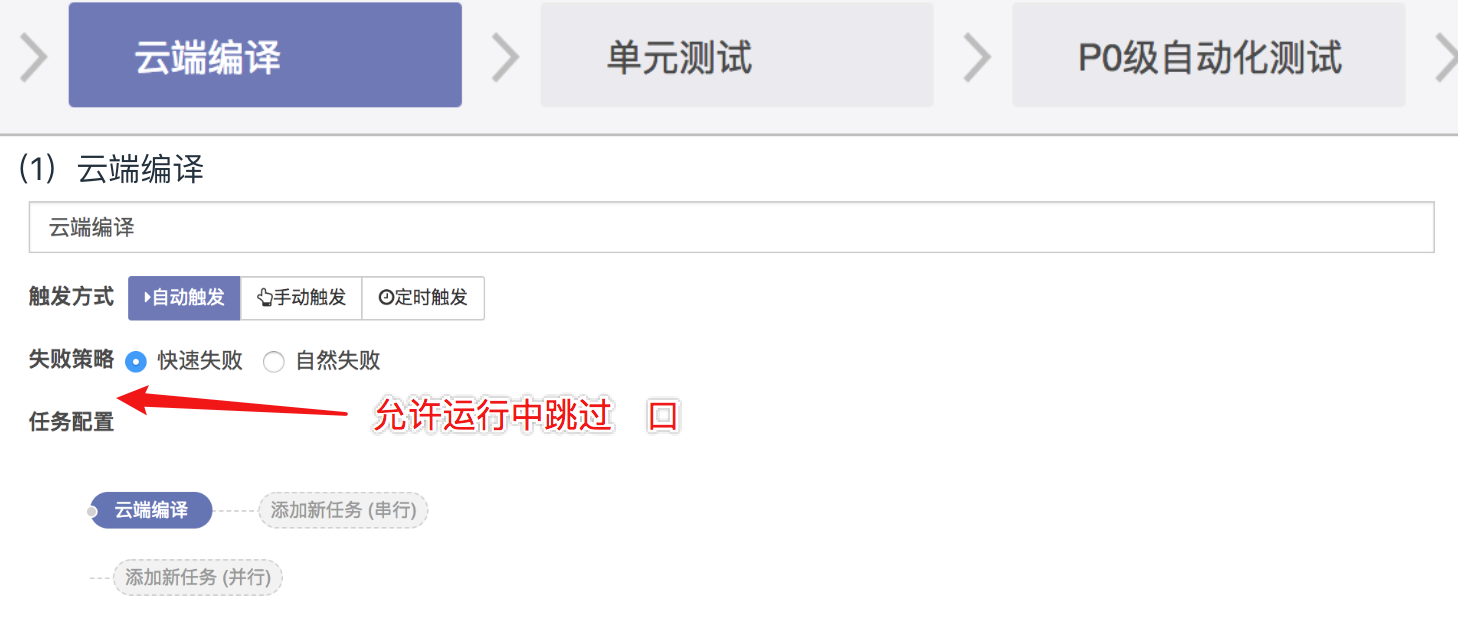 云端编译 单元测试 P0级自动化测试
(1) 云端编译
云端编译
触发方式 自动触发 手动触发 定时触发
失败策略 快速失败 自然失败
允许运行中跳过 口
任务配置
云端编译 添加新任务 (串行)
添加新任务 (并行)